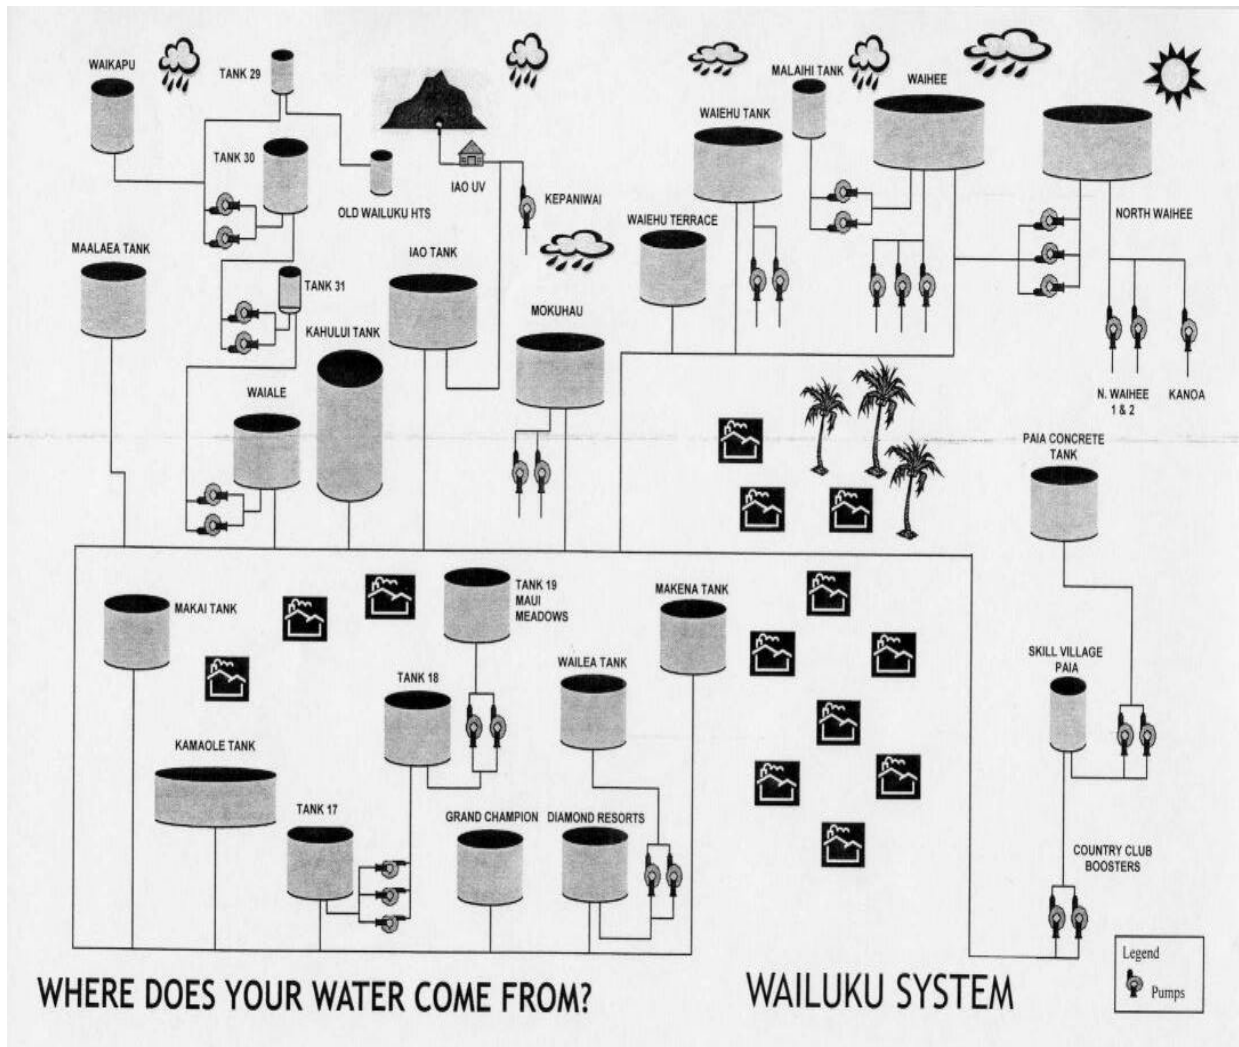 WAIKAPU
TANK 29
MALAIHI TANK
WAIHEE
WAIEHU TANK
TANK 30
IAO UV
KEPANIWAI
OLD WAILUKU HTS
WAIEHU TERRACE
NORTH WAIHEE
MAALAEA TANK
IAO TANK
TANK 31
MOKUHAU
KAHULUI TANK
WAIALE
N. WAIHEE
1 & 2
KANOA
PAIA CONCRETE
TANK
MAKAI TANK
TANK 19
MAUI
MEADOWS
MAKENA TANK
WAILEA TANK
SKILL VILLAGE
PAIA
TANK 18
KAMAOLE TANK
TANK 17
GRAND CHAMPION
DIAMOND RESORTS
COUNTRY CLUB
BOOSTERS
Legend
Pumps
WHERE DOES YOUR WATER COME FROM?
WAILUKU SYSTEM